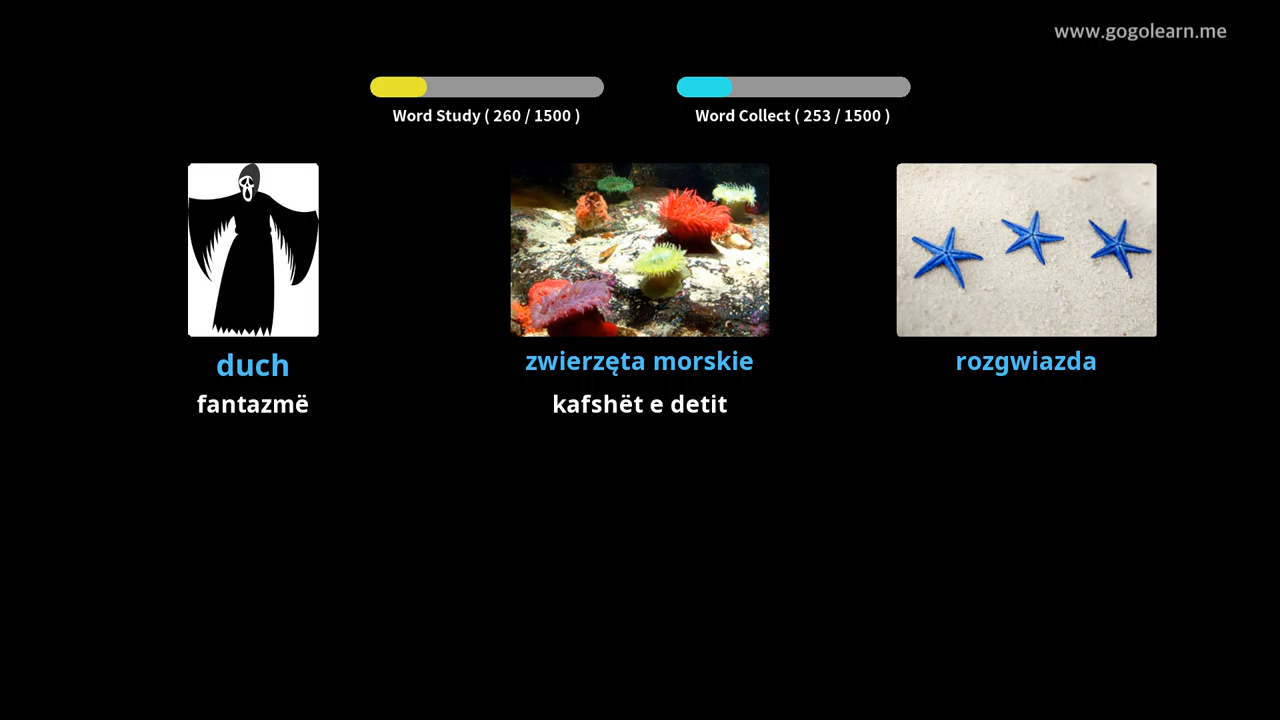 www.gogolearn.me
Word Study ( 260 / 1500 )
Word Collect ( 253 / 1500 )
duch
zwierzęta morskie
rozgwiazda
fantazmë
kafshët e detit